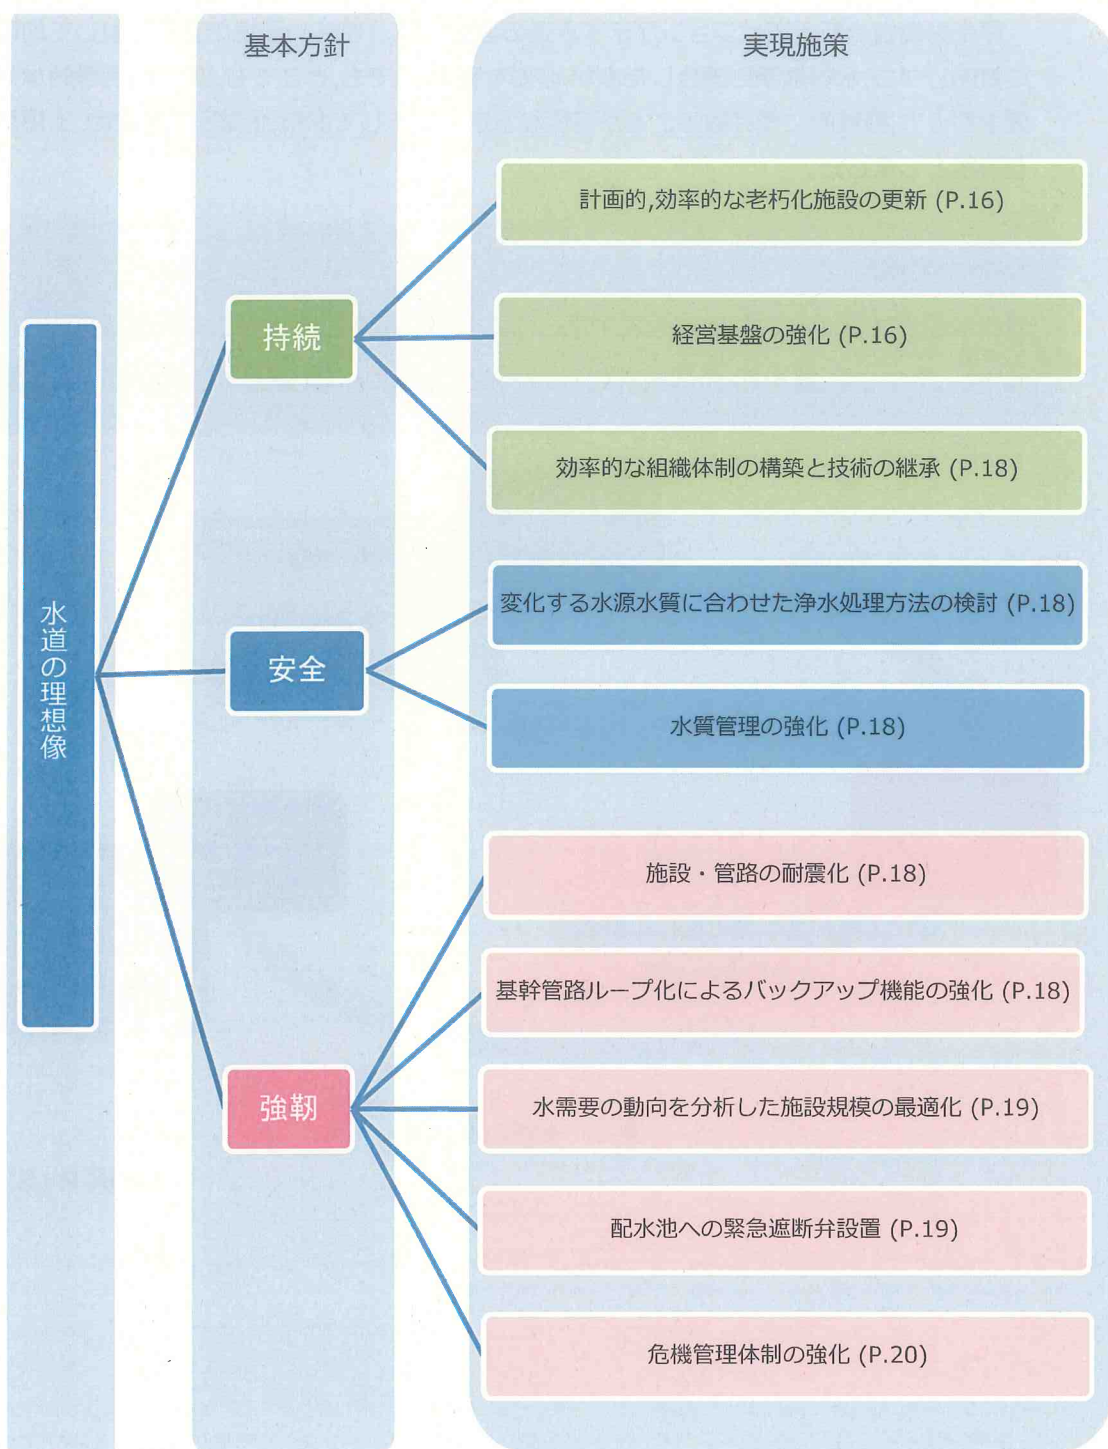 基本方針
実現施策
水道の理想像
持続
計画的,効率的な老朽化施設の更新 (P.16)
経営基盤の強化 (P.16)
効率的な組織体制の構築と技術の継承 (P.18)
安全
変化する水源水質に合わせた浄水処理方法の検討 (P.18)
水質管理の強化 (P.18)
強靭
施設・管路の耐震化 (P.18)
基幹管路ループ化によるバックアップ機能の強化 (P.18)
水需要の動向を分析した施設規模の最適化 (P.19)
配水池への緊急遮断弁設置 (P.19)
危機管理体制の強化 (P.20)